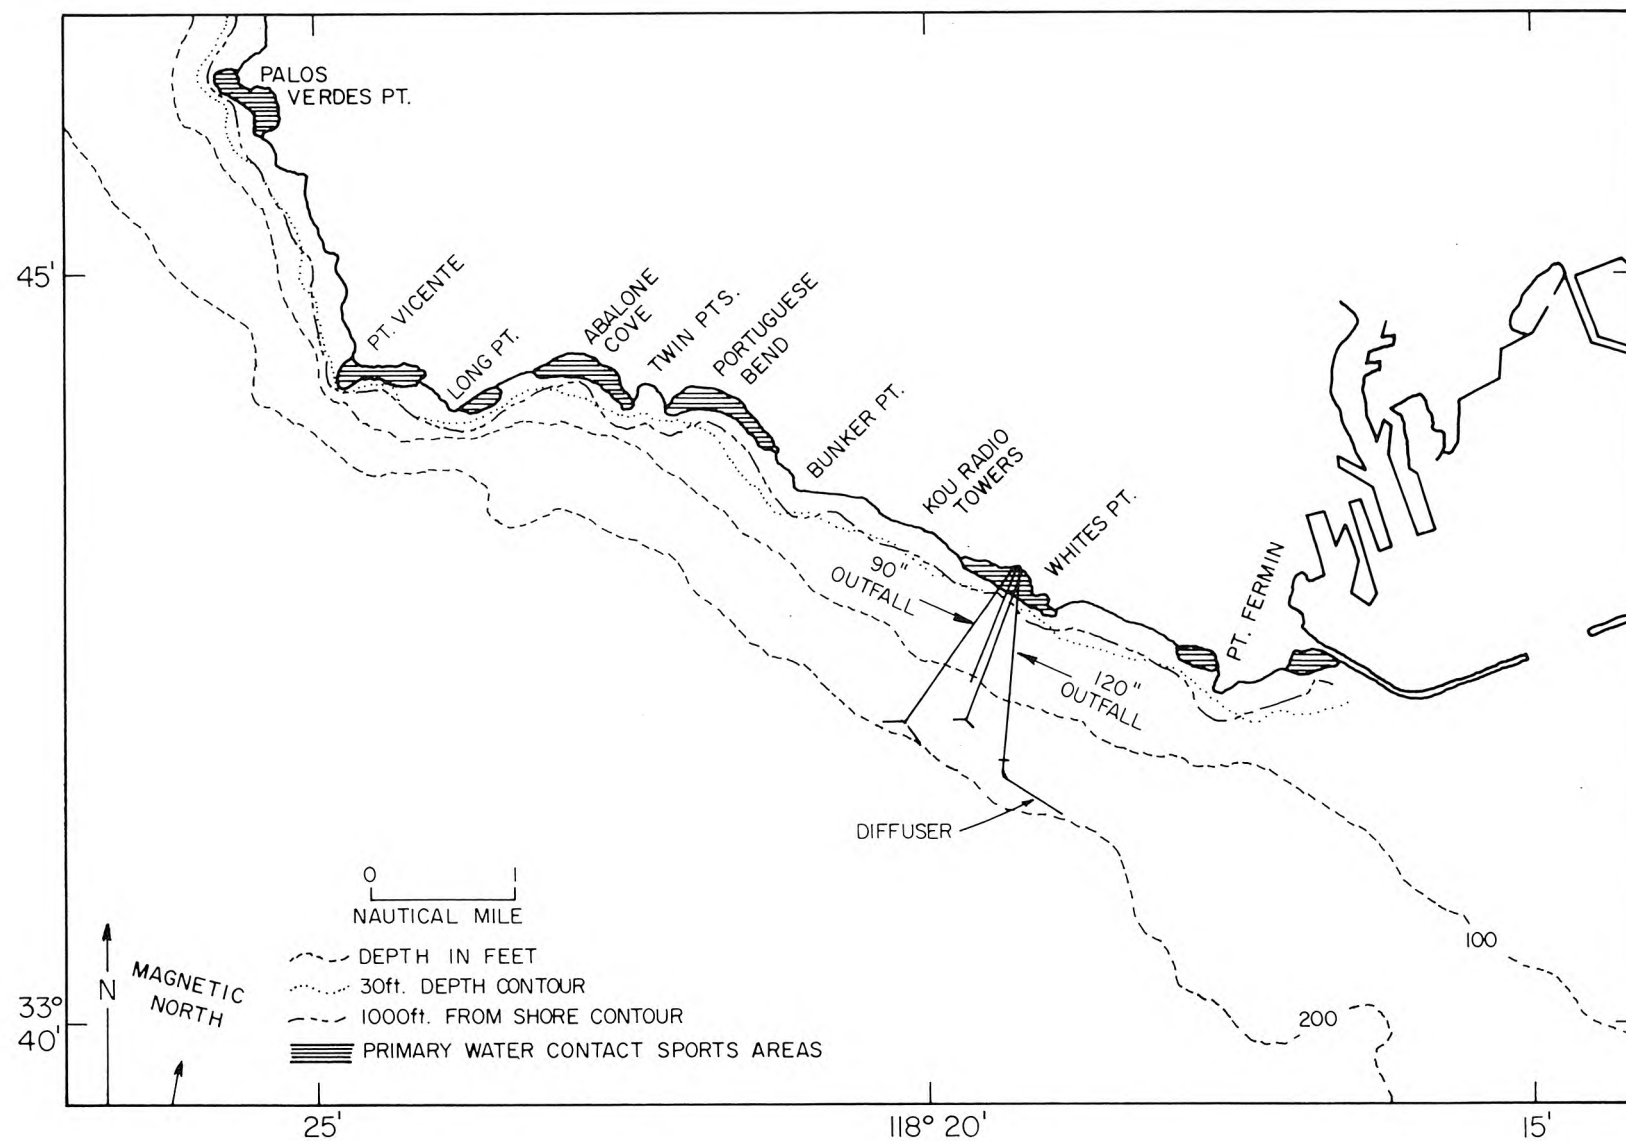 PALOS
VERDES PT.
45'
PT. VICENTE
LONG PT.
ABALONE
COVE
TWIN PTS.
PORTUGUESE
BEND
BUNKER PT.
KOU RADIO
TOWERS
WHITES PT.
PT. FERMIN
90"
OUTFALL
120"
OUTFALL
DIFFUSER
0 1
NAUTICAL MILE
DEPTH IN FEET
30ft. DEPTH CONTOUR
1000ft. FROM SHORE CONTOUR
PRIMARY WATER CONTACT SPORTS AREAS
N
MAGNETIC
NORTH
100
200
33°
40'
25'
118° 20'
15'